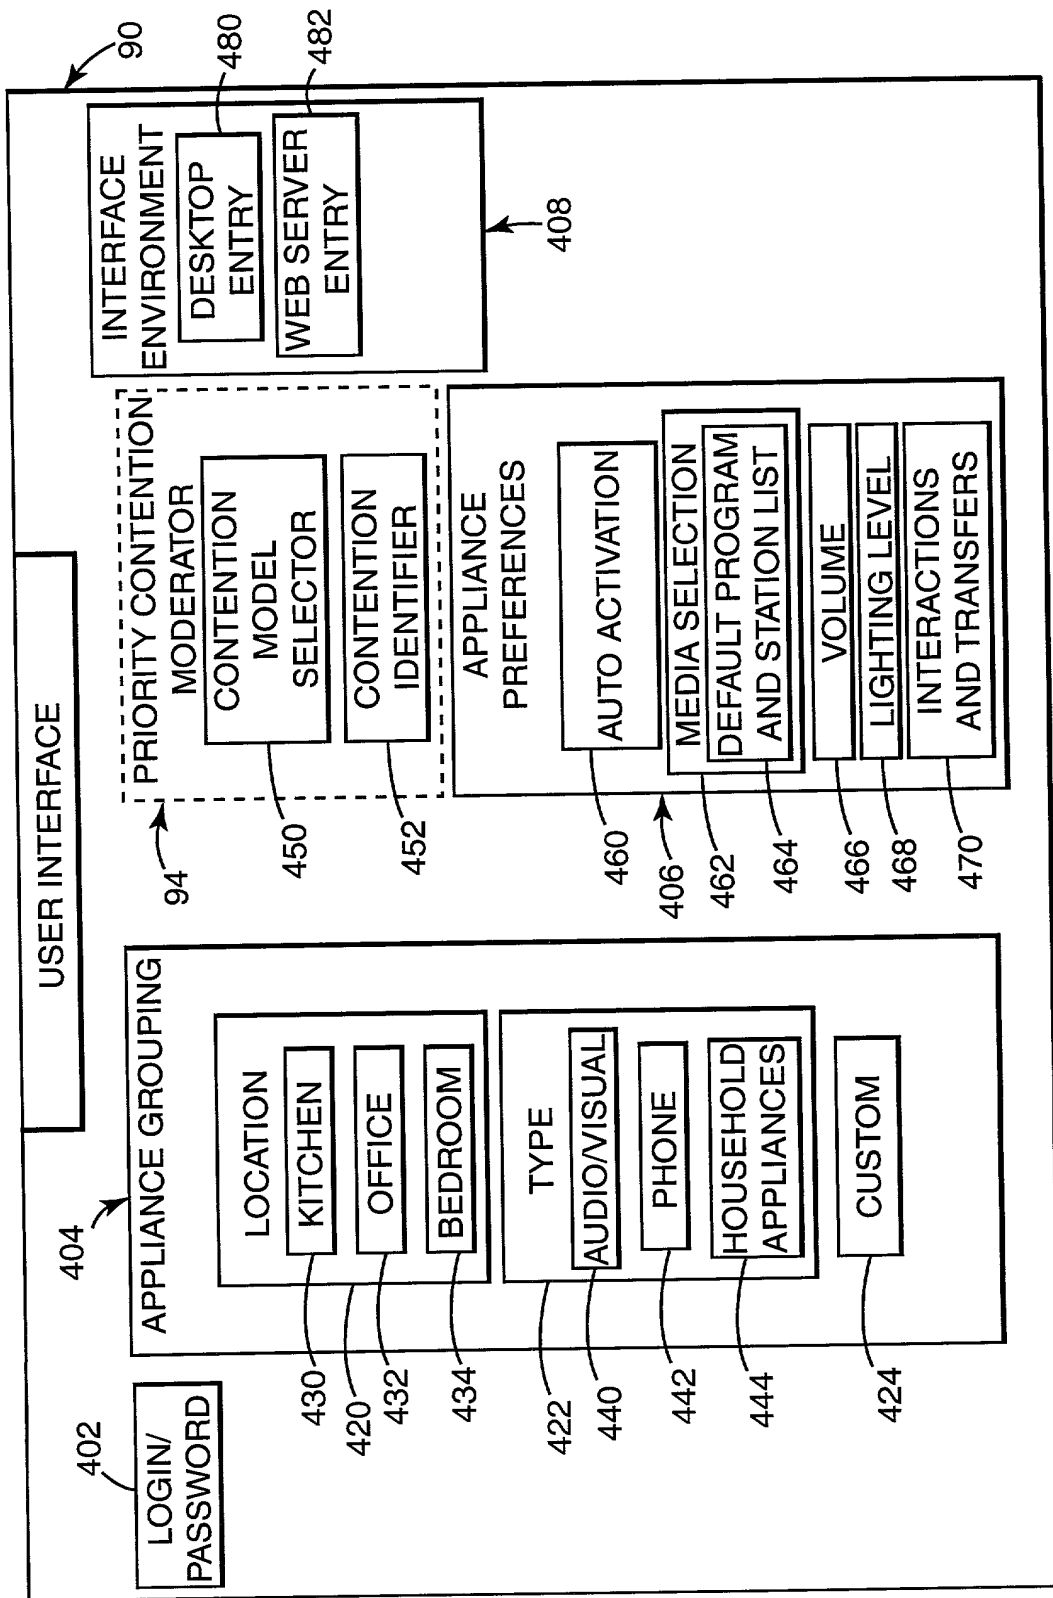 USER INTERFACE
90
402
LOGIN/
PASSWORD
404
APPLIANCE GROUPING
LOCATION
KITCHEN
OFFICE
BEDROOM
430
420
432
434
TYPE
AUDIO/VISUAL
PHONE
HOUSEHOLD
APPLIANCES
422
440
442
444
CUSTOM
424
94
PRIORITY CONTENTION
MODERATOR
CONTENTION
MODEL
SELECTOR
450
CONTENTION
IDENTIFIER
452
APPLIANCE
PREFERENCES
AUTO ACTIVATION
460
406
MEDIA SELECTION
462
DEFAULT PROGRAM
AND STATION LIST
464
VOLUME
466
LIGHTING LEVEL
468
INTERACTIONS
AND TRANSFERS
470
INTERFACE
ENVIRONMENT
DESKTOP
ENTRY
480
WEB SERVER
ENTRY
482
408